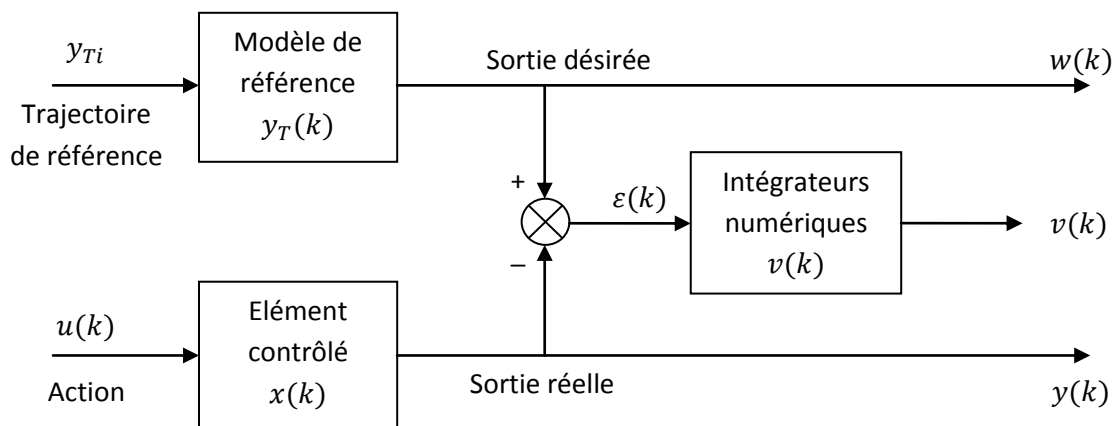 y_{Ti}
Trajectoire
de référence
Modèle de
référence
y_T(k)
Sortie désirée
w(k)
+
ε(k)
−
Intégrateurs
numériques
v(k)
v(k)
u(k)
Action
Elément
contrôlé
x(k)
Sortie réelle
y(k)